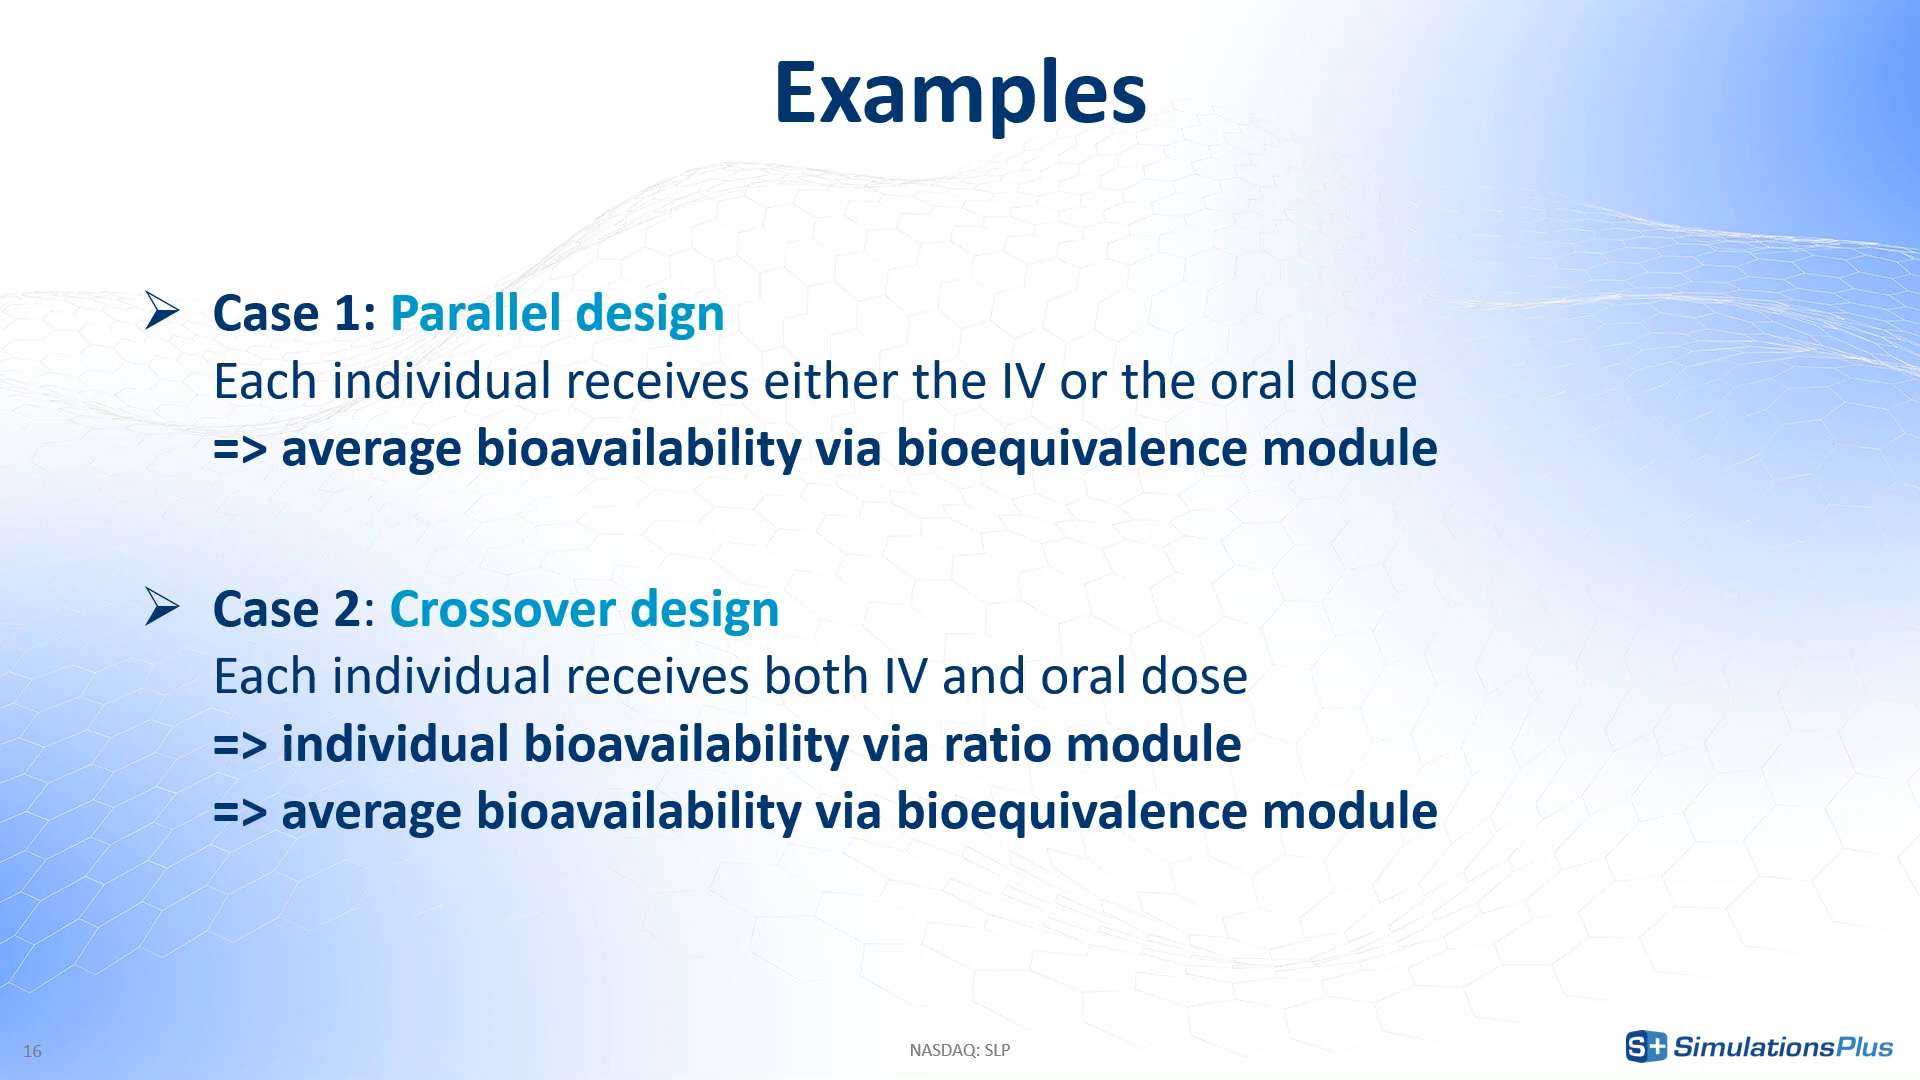 Examples
➢ Case 1: Parallel design
Each individual receives either the IV or the oral dose
=> average bioavailability via bioequivalence module
➢ Case 2: Crossover design
Each individual receives both IV and oral dose
=> individual bioavailability via ratio module
=> average bioavailability via bioequivalence module
16
NASDAQ: SLP
S+ SimulationsPlus